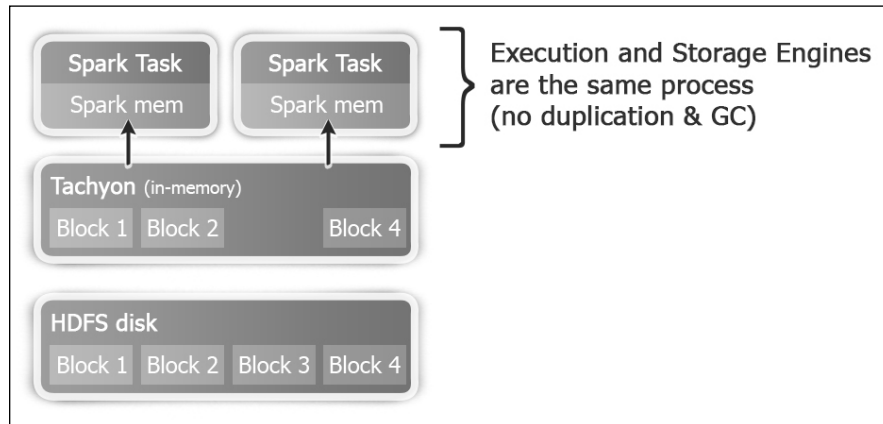 Spark Task
Spark mem
Spark Task
Spark mem
Execution and Storage Engines
are the same process
(no duplication & GC)
Tachyon (in-memory)
Block 1 Block 2 Block 4
HDFS disk
Block 1 Block 2 Block 3 Block 4